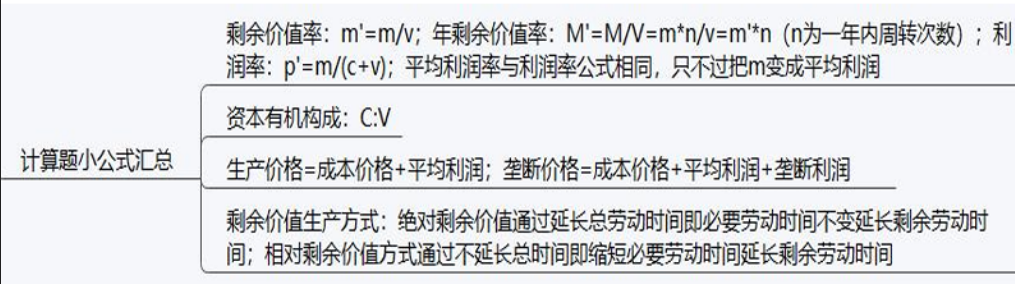 剩余价值率：m'=m/v；年剩余价值率：M'=M/V=m*n/v=m'*n（n为一年内周转次数）；利
润率：p'=m/(c+v)；平均利润率与利润率公式相同，只不过把m变成平均利润
资本有机构成：C:V
计算题小公式汇总
生产价格=成本价格+平均利润；垄断价格=成本价格+平均利润+垄断利润
剩余价值生产方式：绝对剩余价值通过延长总劳动时间即必要劳动时间不变延长剩余劳动时
间；相对剩余价值方式通过不延长总时间即缩短必要劳动时间延长剩余劳动时间